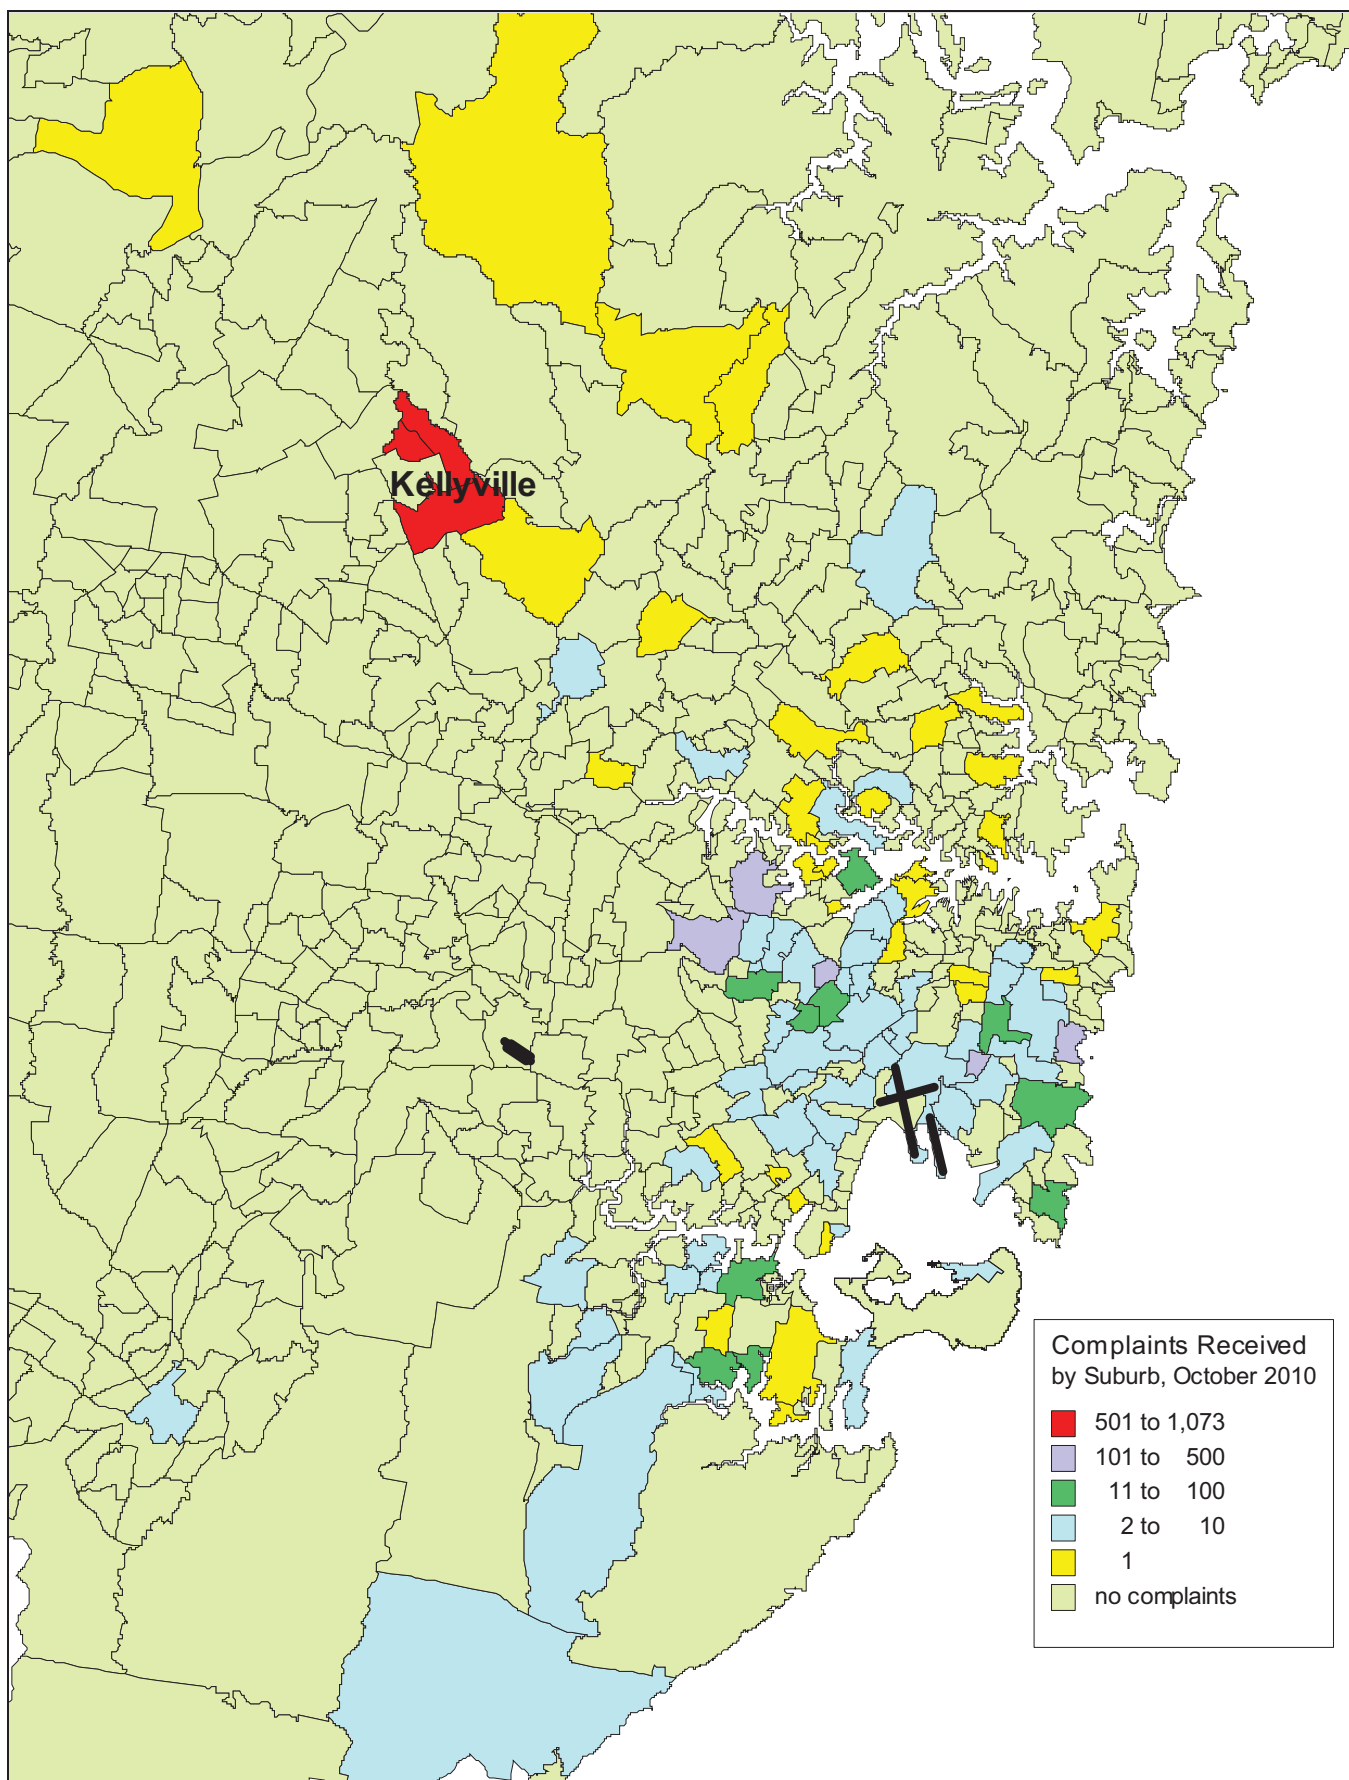 Kellyville
Complaints Received
by Suburb, October 2010
501 to 1,073
101 to 500
11 to 100
2 to 10
1
no complaints